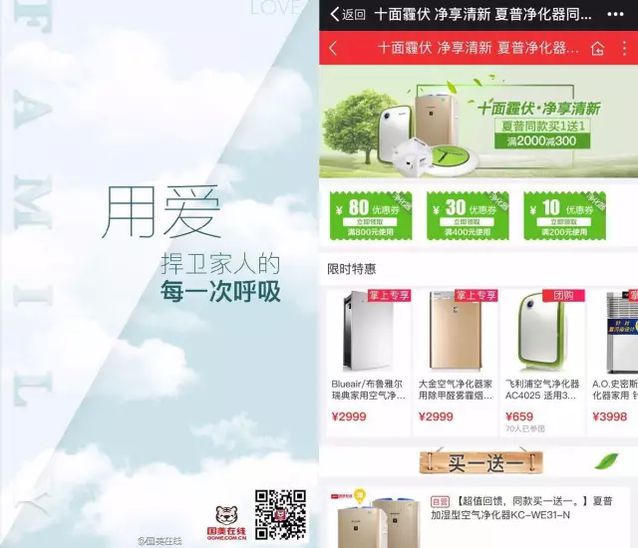 LOVE
FAMILY
用爱
捍卫家人的
每一次呼吸
国美在线
GOME.COM.CN
@国美在线
返回 十面霾伏 净享清新 夏普净化器同...
十面霾伏 净享清新 夏普净化器...
十面霾伏·净享清新
夏普同款买1送1
满2000减300
¥80 优惠券
立即领取
满800元使用
净化器
¥30 优惠券
立即领取
满400元使用
净化器
¥10 优惠券
立即领取
满200元使用
净化器
限时特惠
掌上专享
Blueair/布鲁雅尔
瑞典家用空气净...
¥2999
掌上专享
大金空气净化器家
用除甲醛雾霾烟...
¥2999
团购
飞利浦空气净化器
AC4025 适用3...
¥659
70人已参团
A.O.史密斯
化器家用 针
¥3998
买一送一
自营 【超值回馈，同款买一送一。】夏普
加湿型空气净化器KC-WE31-N